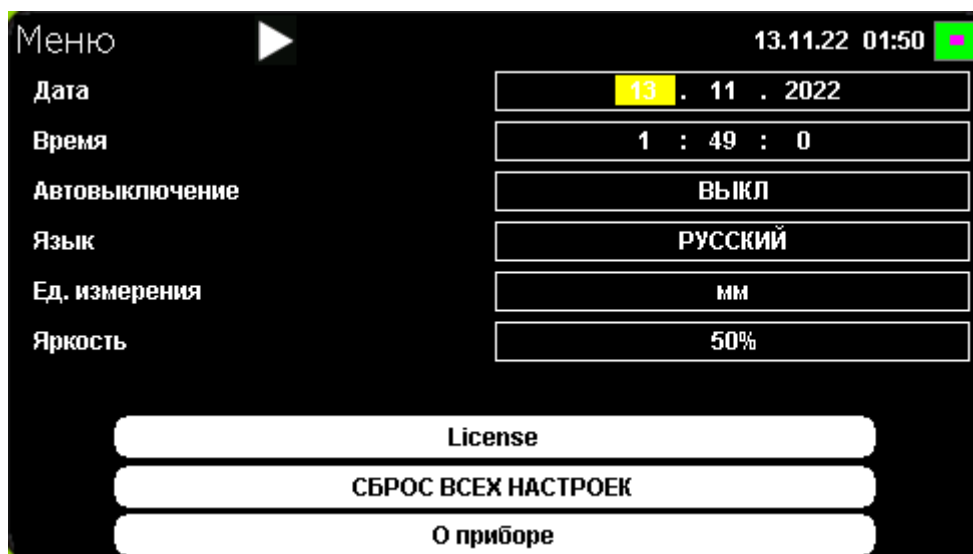 Меню 13.11.22 01:50
Дата 13 . 11 . 2022
Время 1 : 49 : 0
Автовыключение ВЫКЛ
Язык РУССКИЙ
Ед. измерения мм
Яркость 50%
License
СБРОС ВСЕХ НАСТРОЕК
О приборе